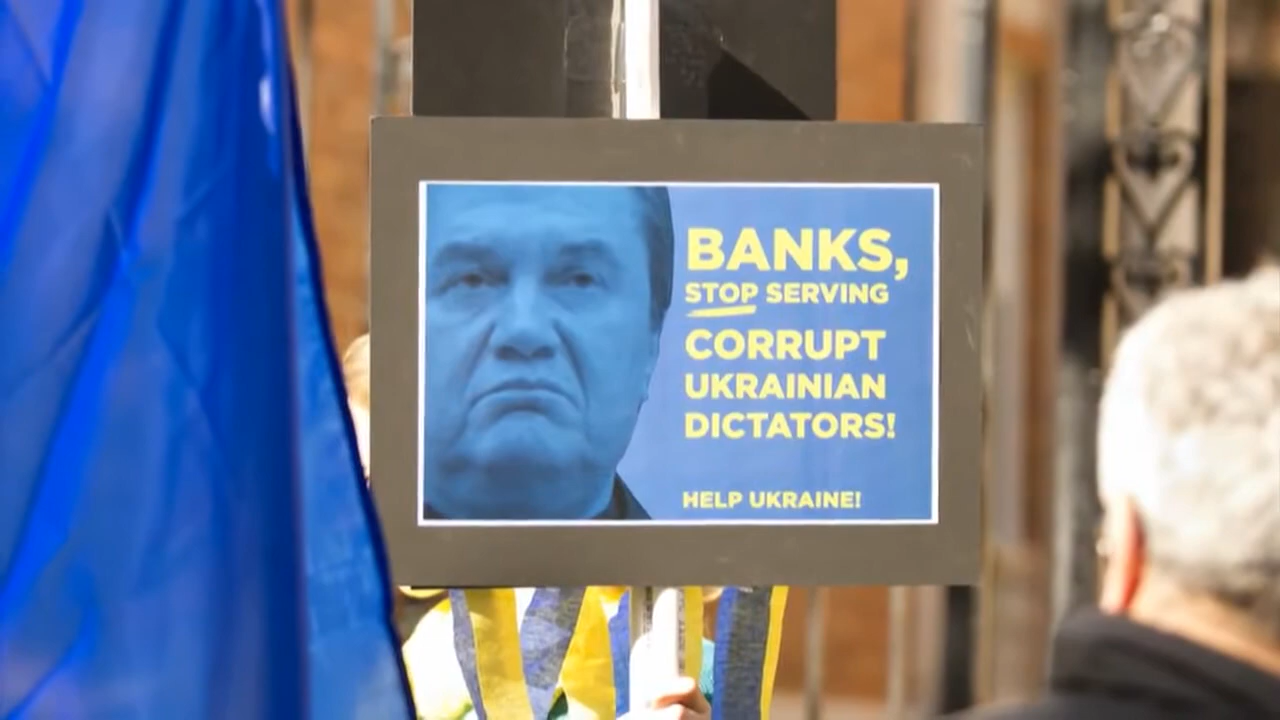 BANKS,
STOP SERVING
CORRUPT
UKRAINIAN
DICTATORS!
HELP UKRAINE!